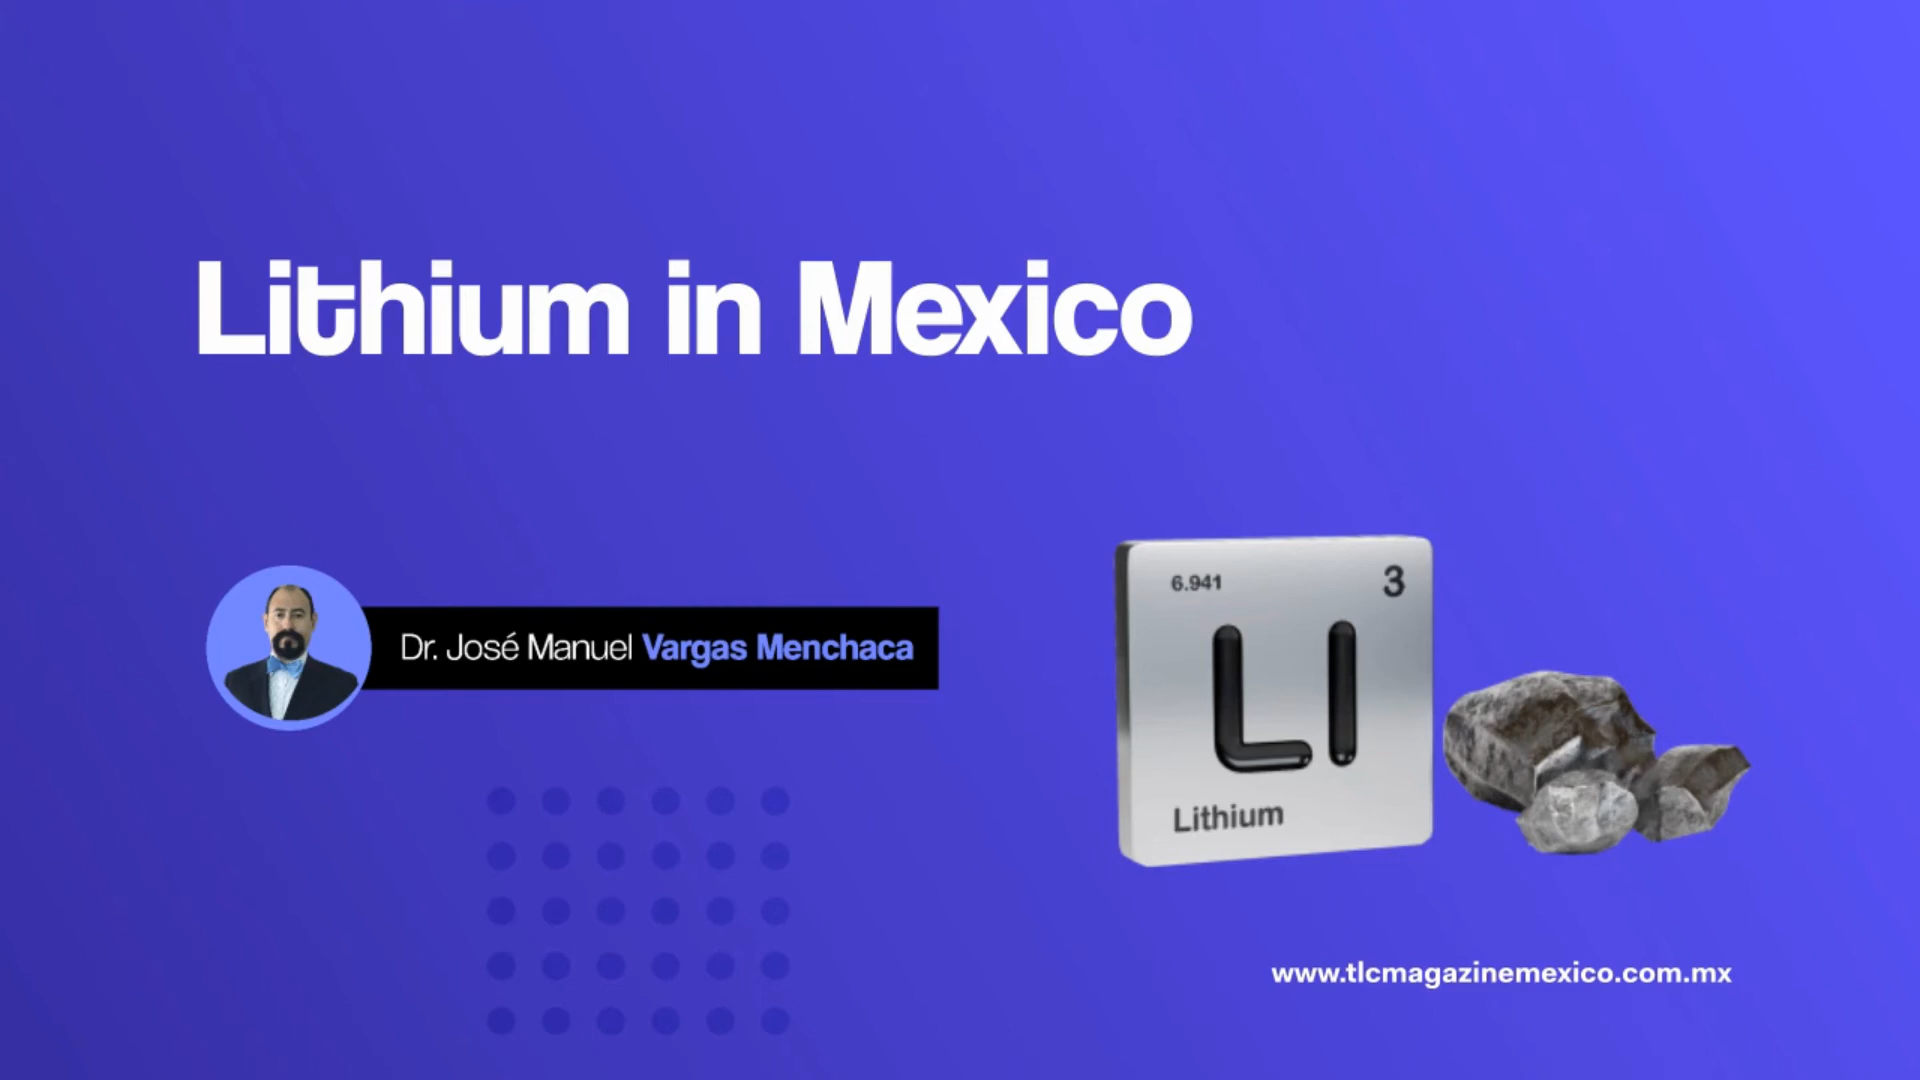 Lithium in Mexico
Dr. José Manuel Vargas Menchaca
6.941
3
LI
Lithium
www.tlcmagazinemexico.com.mx